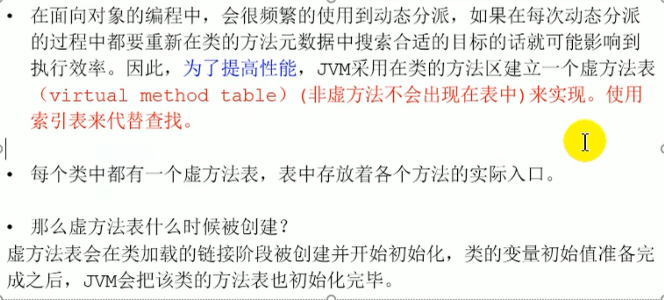 • 在面向对象的编程中，会很频繁的使用到动态分派，如果在每次动态分派
的过程中都要重新在类的方法元数据中搜索合适的目标的话就可能影响到
执行效率。因此，为了提高性能，JVM采用在类的方法区建立一个虚方法表
（virtual method table）(非虚方法不会出现在表中)来实现。使用
索引表来代替查找。
• 每个类中都有一个虚方法表，表中存放着各个方法的实际入口。
• 那么虚方法表什么时候被创建？
虚方法表会在类加载的链接阶段被创建并开始初始化，类的变量初始值准备完
成之后，JVM会把该类的方法表也初始化完毕。